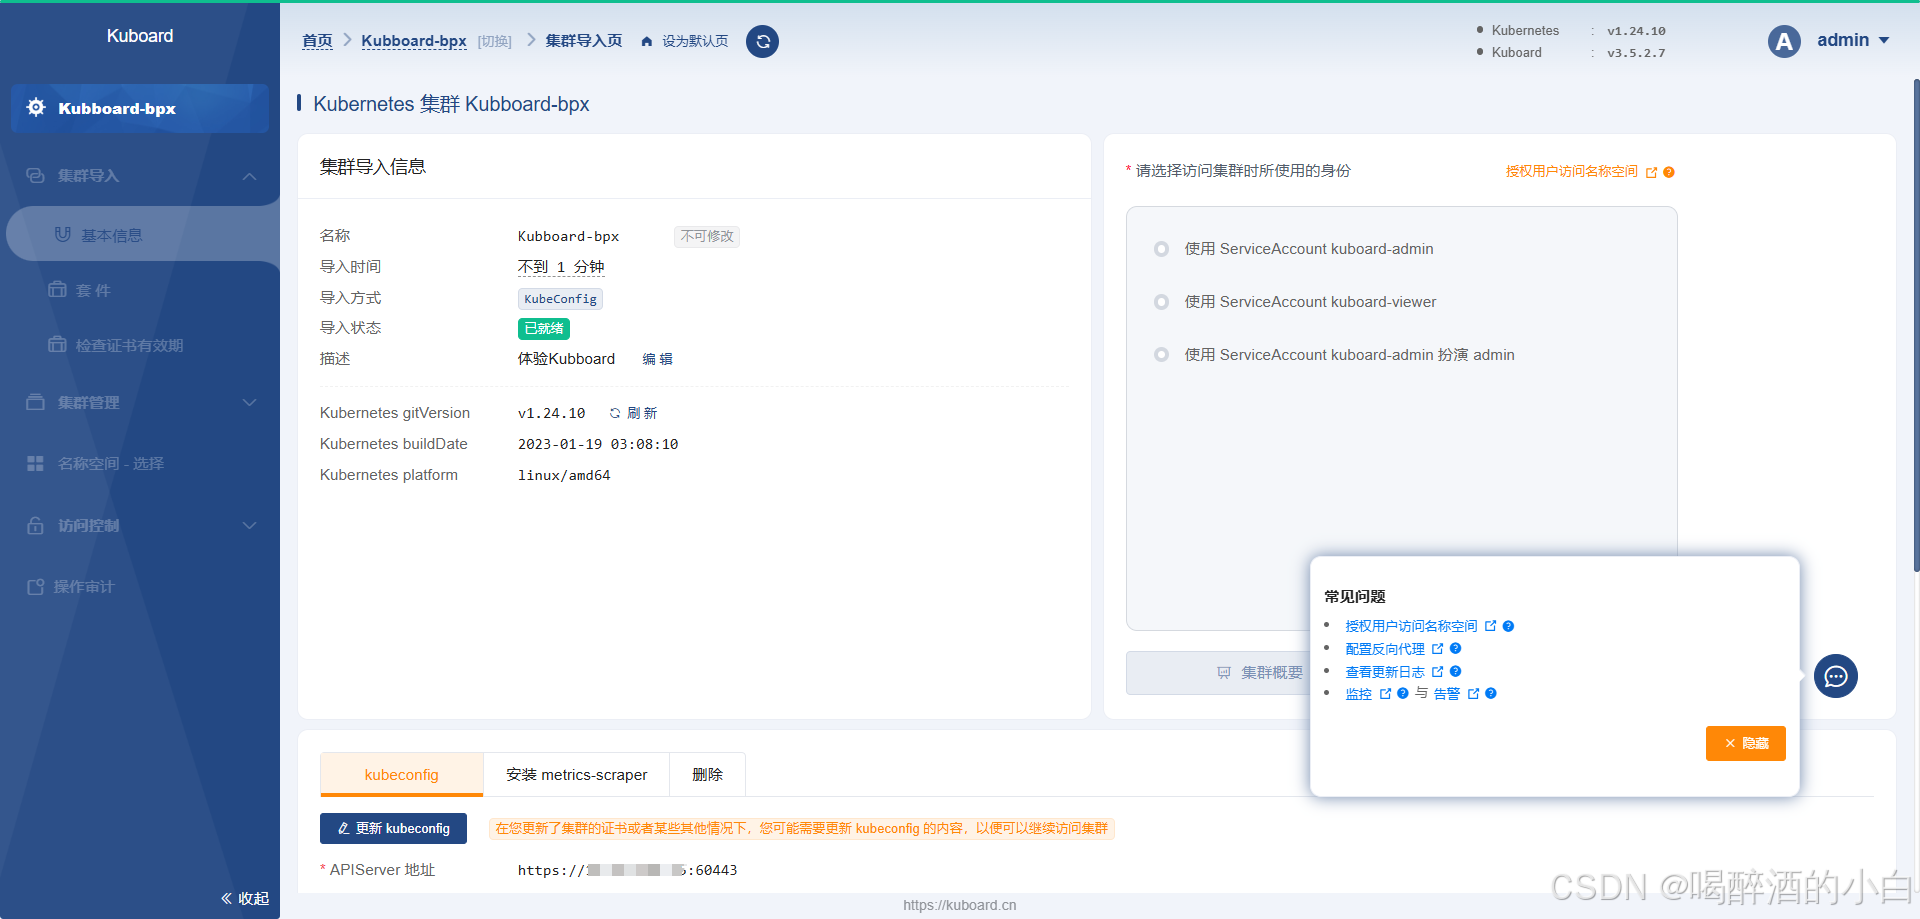 Kuboard
Kubboard-bpx
集群导入
基本信息
套 件
检查证书有效期
集群管理
名称空间 - 选择
访问控制
操作审计
« 收起
首页 > Kubboard-bpx [切换] > 集群导入页 设为默认页
Kubernetes : v1.24.10
Kuboard : v3.5.2.7
A admin
Kubernetes 集群 Kubboard-bpx
集群导入信息
名称 Kubboard-bpx 不可修改
导入时间 不到 1 分钟
导入方式 KubeConfig
导入状态 已就绪
描述 体验Kubboard 编 辑
Kubernetes gitVersion v1.24.10 刷 新
Kubernetes buildDate 2023-01-19 03:08:10
Kubernetes platform linux/amd64
* 请选择访问集群时所使用的身份 授权用户访问名称空间
使用 ServiceAccount kuboard-admin
使用 ServiceAccount kuboard-viewer
使用 ServiceAccount kuboard-admin 扮演 admin
集群概要
常见问题
授权用户访问名称空间
配置反向代理
查看更新日志
监控 与 告警
× 隐藏
kubeconfig 安装 metrics-scraper 删除
更新 kubeconfig 在您更新了集群的证书或者某些其他情况下，您可能需要更新 kubeconfig 的内容，以便可以继续访问集群
* APIServer 地址 https:// :60443
https://kuboard.cn
CSDN @喝醉酒的小白